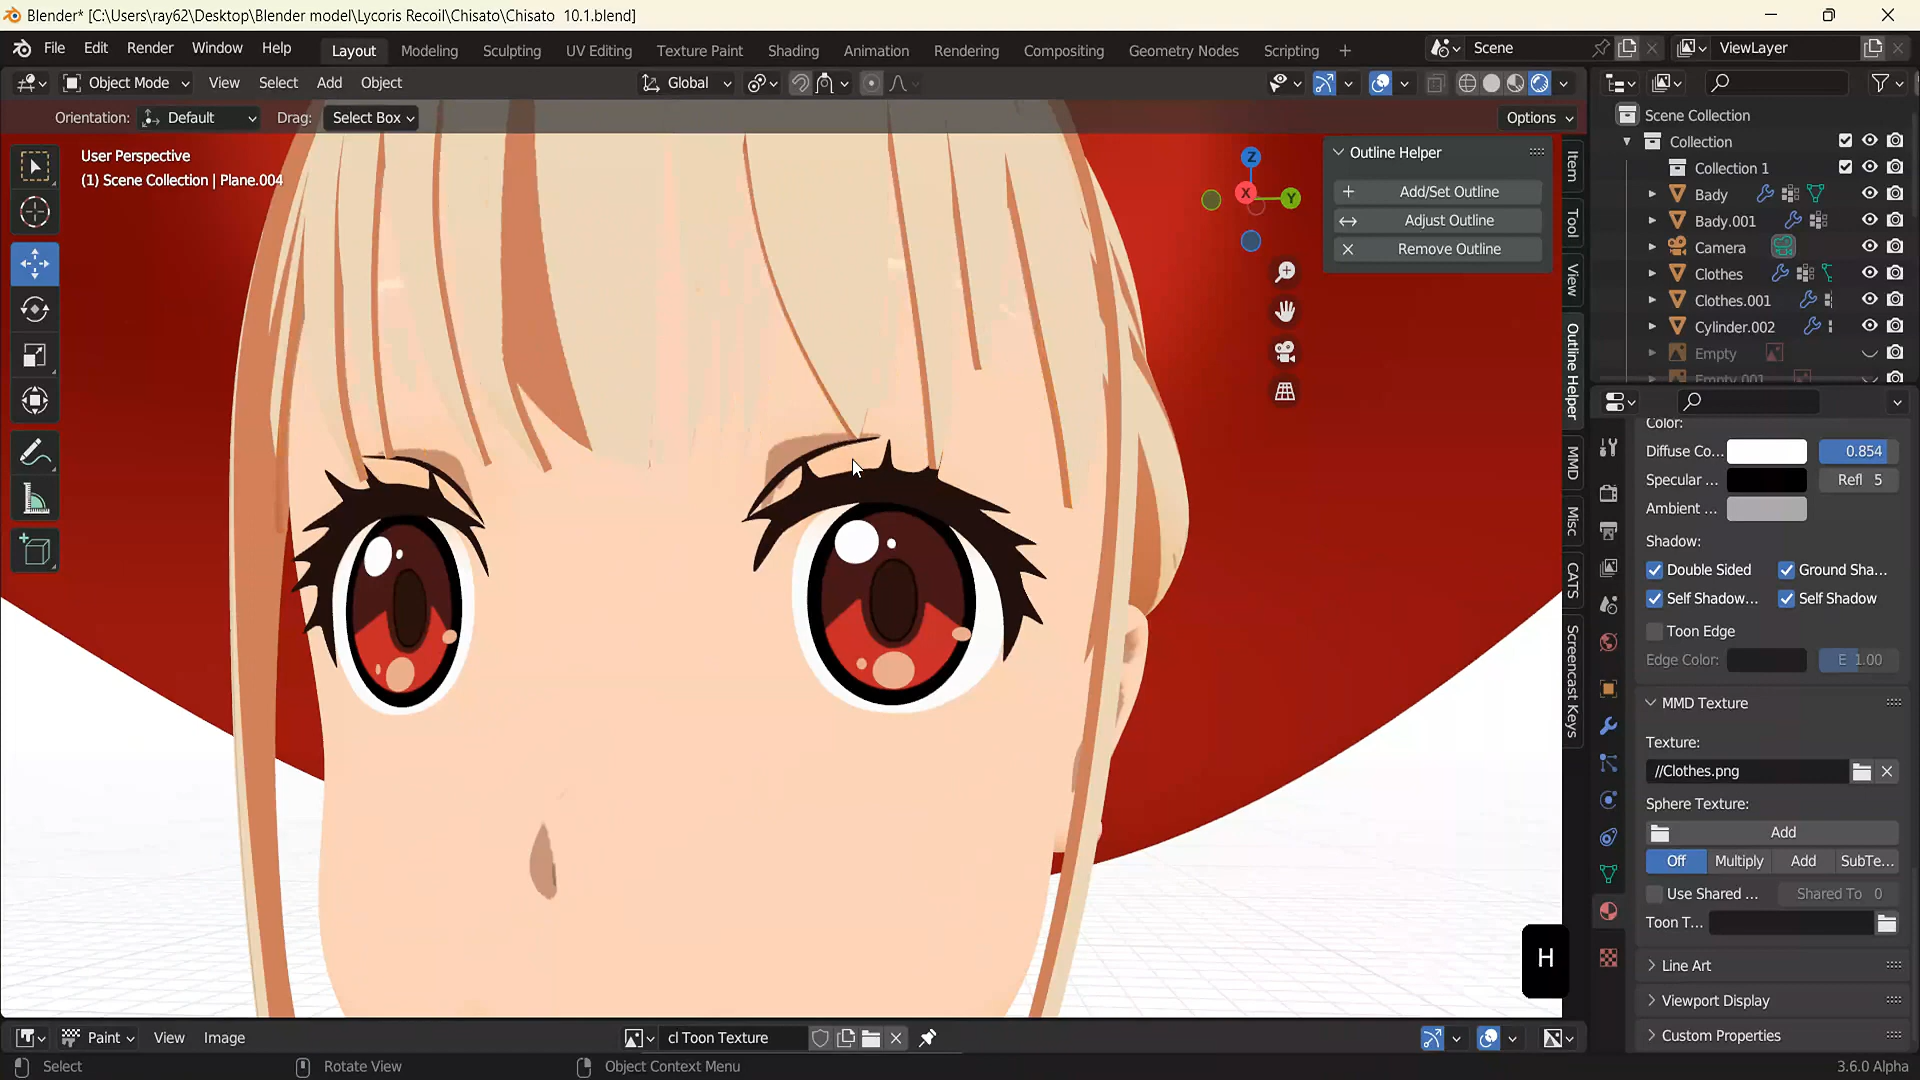 Blender* [C:\Users\ray62\Desktop\Blender model\Lycoris Recoil\Chisato\Chisato 10.1.blend]
File Edit Render Window Help Layout Modeling Sculpting UV Editing Texture Paint Shading Animation Rendering Compositing Geometry Nodes Scripting + Scene ViewLayer
Object Mode View Select Add Object Global
Orientation: Default Drag: Select Box Options
User Perspective
(1) Scene Collection | Plane.004
Z
X
Y
Outline Helper
Add/Set Outline
Adjust Outline
Remove Outline
Item
Tool
View
Outline Helper
MMD
Misc
CATS
Screencast Keys
Scene Collection
Collection
Collection 1
Bady
Bady.001
Camera
Clothes
Clothes.001
Cylinder.002
Empty
Empty.001
Color:
Diffuse Co... 0.854
Specular ... Refl 5
Ambient ...
Shadow:
Double Sided Ground Sha...
Self Shadow... Self Shadow
Toon Edge
Edge Color: E 1.00
MMD Texture
Texture:
//Clothes.png
Sphere Texture:
Add
Off Multiply Add SubTe...
Use Shared ... Shared To 0
Toon T...
Line Art
Viewport Display
Custom Properties
H
Paint View Image cl Toon Texture
Select Rotate View Object Context Menu 3.6.0 Alpha